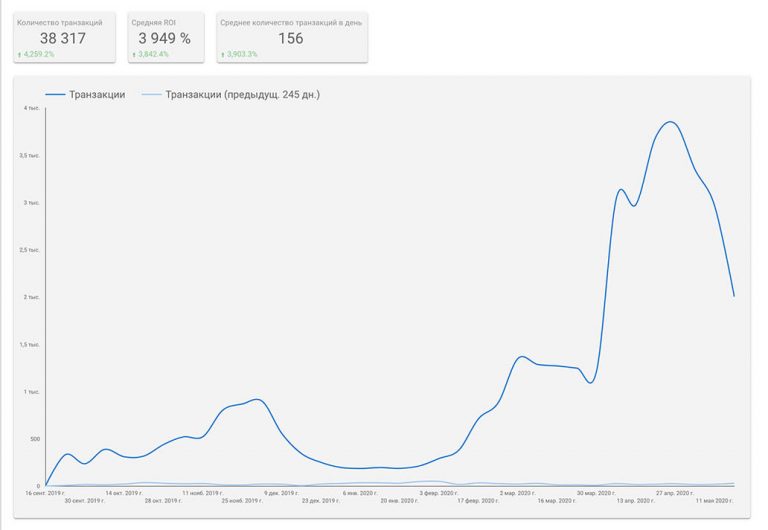 Количество транзакций
38 317
4,259.2%
Средняя ROI
3 949 %
3,842.4%
Среднее количество транзакций в день
156
3,903.3%
Транзакции
Транзакции (предыдущ. 245 дн.)
4 тыс.
3,5 тыс.
3 тыс.
2,5 тыс.
2 тыс.
1,5 тыс.
1 тыс.
500
0
16 сент. 2019 г.
30 сент. 2019 г.
14 окт. 2019 г.
28 окт. 2019 г.
11 нояб. 2019 г.
25 нояб. 2019 г.
9 дек. 2019 г.
23 дек. 2019 г.
6 янв. 2020 г.
20 янв. 2020 г.
3 февр. 2020 г.
17 февр. 2020 г.
2 мар. 2020 г.
16 мар. 2020 г.
30 мар. 2020 г.
13 апр. 2020 г.
27 апр. 2020 г.
11 мая 2020 г.